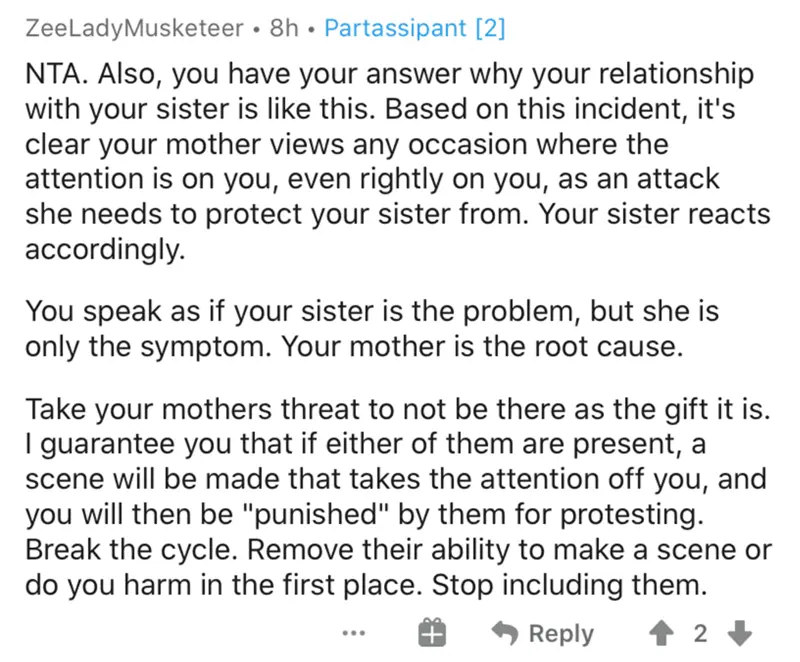 ZeeLadyMusketeer • 8h • Partassipant [2]
NTA. Also, you have your answer why your relationship
with your sister is like this. Based on this incident, it's
clear your mother views any occasion where the
attention is on you, even rightly on you, as an attack
she needs to protect your sister from. Your sister reacts
accordingly.
You speak as if your sister is the problem, but she is
only the symptom. Your mother is the root cause.
Take your mothers threat to not be there as the gift it is.
I guarantee you that if either of them are present, a
scene will be made that takes the attention off you, and
you will then be "punished" by them for protesting.
Break the cycle. Remove their ability to make a scene or
do you harm in the first place. Stop including them.
... Reply 2